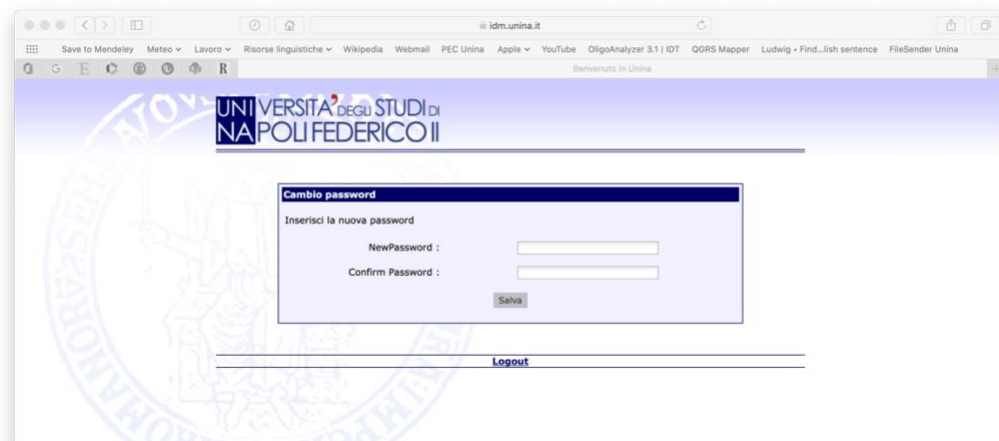 idm.unina.it
Save to Mendeley Meteo Lavoro Risorse linguistiche Wikipedia Webmail PEC Unina Apple YouTube OligoAnalyzer 3.1 | IDT QGRS Mapper Ludwig • Find...lish sentence FileSender Unina
G E R Benvenuto in Unina
UNIVERSITA' DEGLI STUDI DI
NAPOLI FEDERICO II
Cambio password
Inserisci la nuova password
NewPassword :
Confirm Password :
Salva
Logout